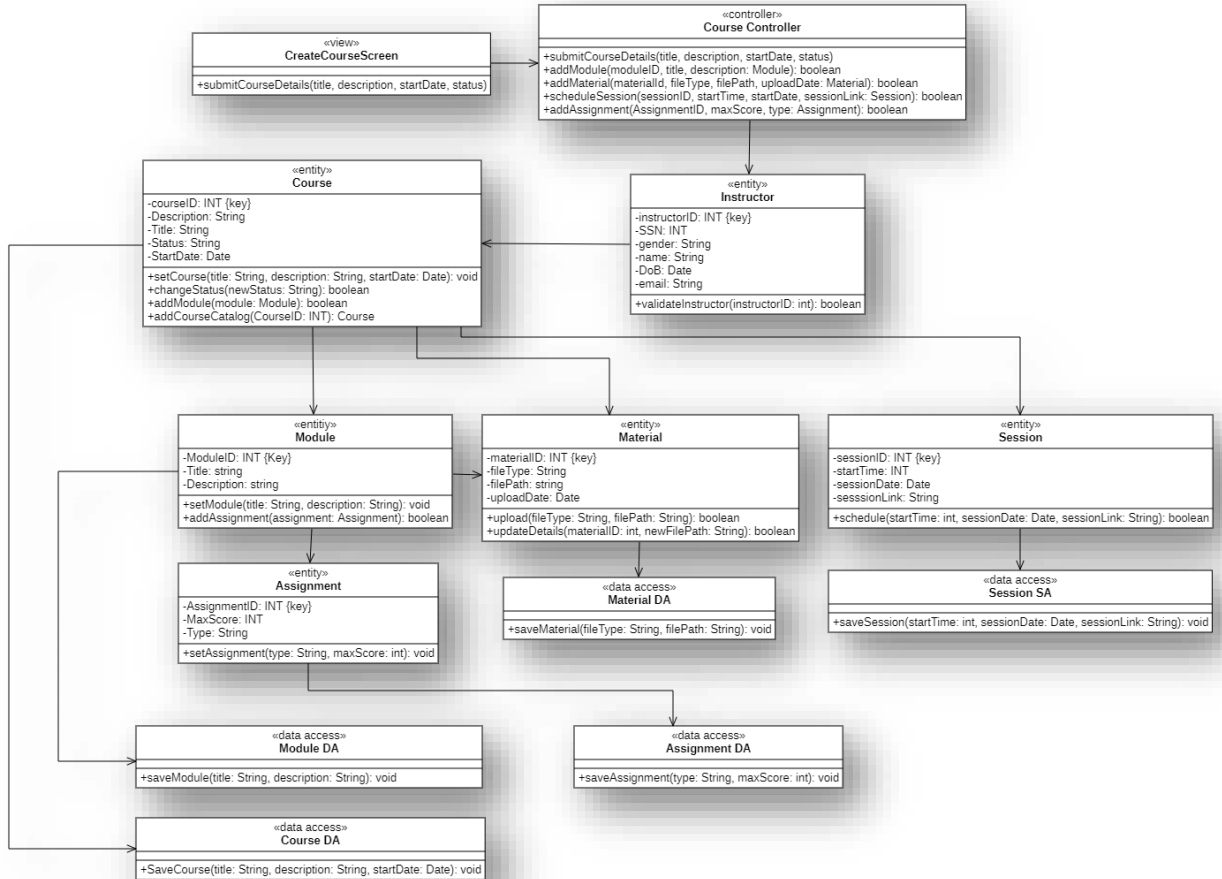 «view»
CreateCourseScreen
+submitCourseDetails(title, description, startDate, status)
«controller»
Course Controller
+submitCourseDetails(title, description, startDate, status)
+addModule(moduleID, title, description: Module): boolean
+addMaterial(materialId, fileType, filePath, uploadDate: Material): boolean
+scheduleSession(sessionID, startTime, startDate, sessionLink: Session): boolean
+addAssignment(AssignmentID, maxScore, type: Assignment): boolean
«entity»
Course
-courseID: INT {key}
-Description: String
-Title: String
-Status: String
-StartDate: Date
+setCourse(title: String, description: String, startDate: Date): void
+changeStatus(newStatus: String): boolean
+addModule(module: Module): boolean
+addCourseCatalog(CourseID: INT): Course
«entity»
Instructor
-instructorID: INT {key}
-SSN: INT
-gender: String
-name: String
-DoB: Date
-email: String
+validateInstructor(instructorID: int): boolean
«entitiy»
Module
-ModuleID: INT {Key}
-Title: string
-Description: string
+setModule(title: String, description: String): void
+addAssignment(assignment: Assignment): boolean
«entity»
Material
-materialID: INT {key}
-fileType: String
-filePath: string
-uploadDate: Date
+upload(fileType: String, filePath: String): boolean
+updateDetails(materialID: int, newFilePath: String): boolean
«entity»
Session
-sessionID: INT {key}
-startTime: INT
-sessionDate: Date
-sesssionLink: String
+schedule(startTime: int, sessionDate: Date, sessionLink: String): boolean
«entity»
Assignment
-AssignmentID: INT {key}
-MaxScore: INT
-Type: String
+setAssignment(type: String, maxScore: int): void
«data access»
Material DA
+saveMaterial(fileType: String, filePath: String): void
«data access»
Session SA
+saveSession(startTime: int, sessionDate: Date, sessionLink: String): void
«data access»
Module DA
+saveModule(title: String, description: String): void
«data access»
Assignment DA
+saveAssignment(type: String, maxScore: int): void
«data access»
Course DA
+SaveCourse(title: String, description: String, startDate: Date): void